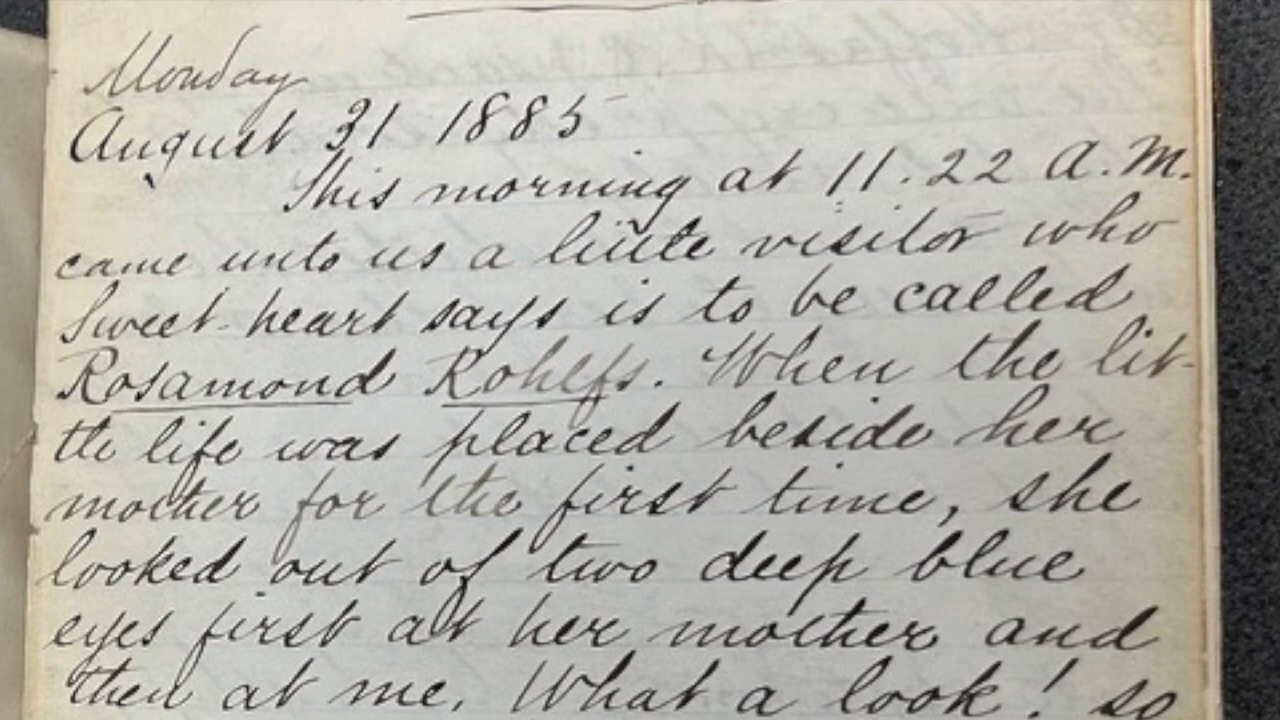 Monday
August 31 1885
This morning at 11.22 A.M.
came unto us a little visitor who
Sweet-heart says is to be called
Rosamond Rohlfs. When the lit-
tle life was placed beside her
mother for the first time, she
looked out of two deep blue
eyes first at her mother and
then at me. What a look! so